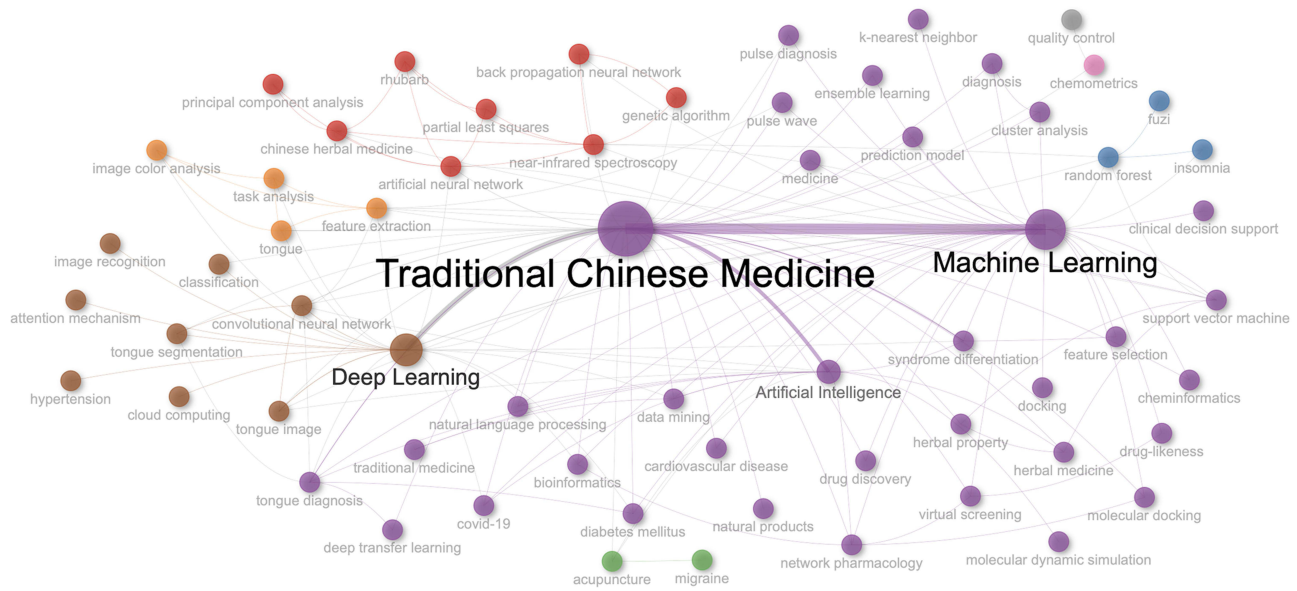 quality control
k-nearest neighbor
pulse diagnosis
back propagation neural network
rhubarb
diagnosis
chemometrics
ensemble learning
principal component analysis
genetic algorithm
fuzi
partial least squares
pulse wave
cluster analysis
chinese herbal medicine
near-infrared spectroscopy
prediction model
image color analysis
insomnia
random forest
medicine
artificial neural network
task analysis
feature extraction
clinical decision support
tongue
image recognition
Traditional Chinese Medicine
Machine Learning
classification
attention mechanism
convolutional neural network
support vector machine
tongue segmentation
syndrome differentiation
feature selection
Deep Learning
Artificial Intelligence
hypertension
cheminformatics
docking
cloud computing
data mining
natural language processing
tongue image
herbal property
drug-likeness
traditional medicine
cardiovascular disease
herbal medicine
drug discovery
bioinformatics
tongue diagnosis
virtual screening
molecular docking
covid-19
natural products
diabetes mellitus
deep transfer learning
network pharmacology
molecular dynamic simulation
acupuncture
migraine